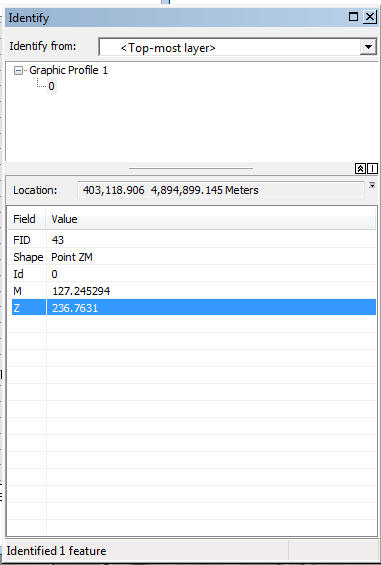 Identify
Identify from: <Top-most layer>
Graphic Profile 1
0
Location: 403,118.906 4,894,899.145 Meters
Field Value
FID 43
Shape Point ZM
Id 0
M 127.245294
Z 236.7631
Identified 1 feature